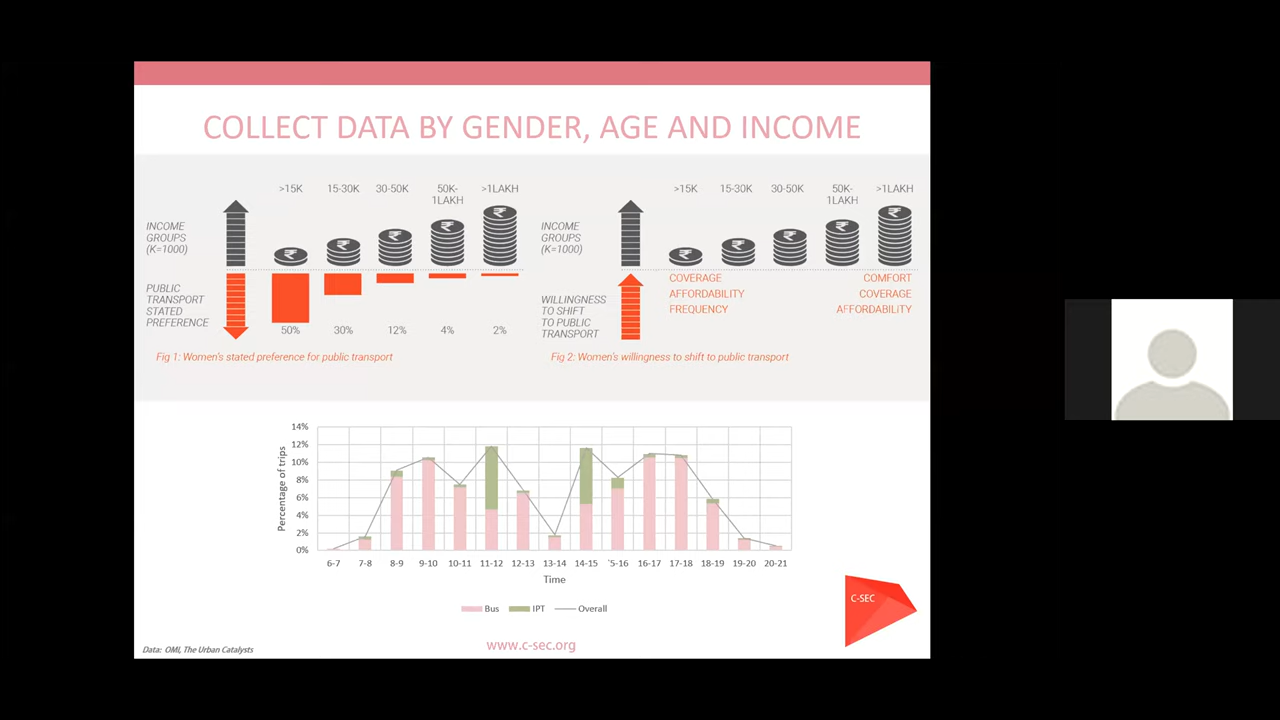 COLLECT DATA BY GENDER, AGE AND INCOME
>15K 15-30K 30-50K 50K- >1LAKH
1LAKH
INCOME
GROUPS
(K=1000)
PUBLIC
TRANSPORT
STATED
PREFERENCE
50% 30% 12% 4% 2%
Fig 1: Women's stated preference for public transport
>15K 15-30K 30-50K 50K- >1LAKH
1LAKH
INCOME
GROUPS
(K=1000)
WILLINGNESS
TO SHIFT
TO PUBLIC
TRANSPORT
COVERAGE
AFFORDABILITY
FREQUENCY
COMFORT
COVERAGE
AFFORDABILITY
Fig 2: Women's willingness to shift to public transport
Percentage of trips
14%
12%
10%
8%
6%
4%
2%
0%
6-7 7-8 8-9 9-10 10-11 11-12 12-13 13-14 14-15 '5-16 16-17 17-18 18-19 19-20 20-21
Time
Bus IPT Overall
C-SEC
Data: OMI, The Urban Catalysts
www.c-sec.org